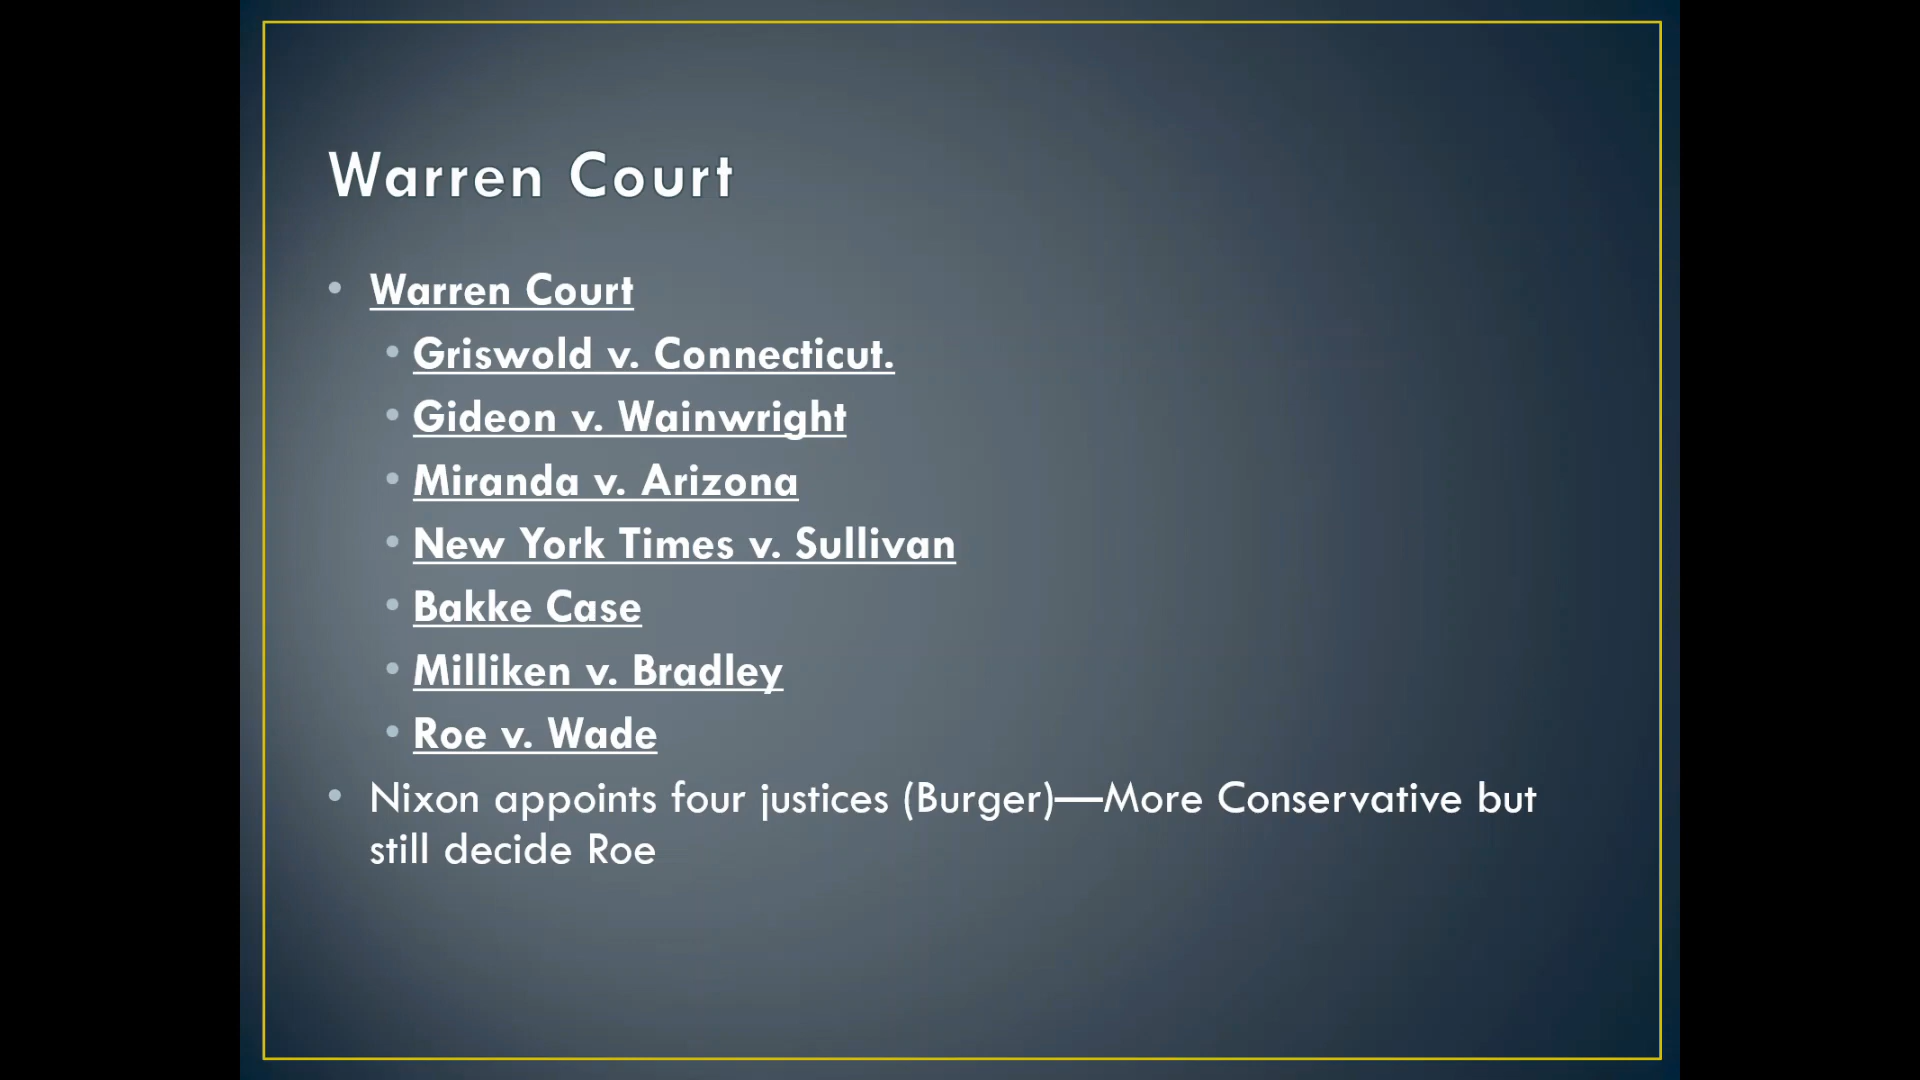 Warren Court
• Warren Court
• Griswold v. Connecticut.
• Gideon v. Wainwright
• Miranda v. Arizona
• New York Times v. Sullivan
• Bakke Case
• Milliken v. Bradley
• Roe v. Wade
• Nixon appoints four justices (Burger)—More Conservative but
still decide Roe